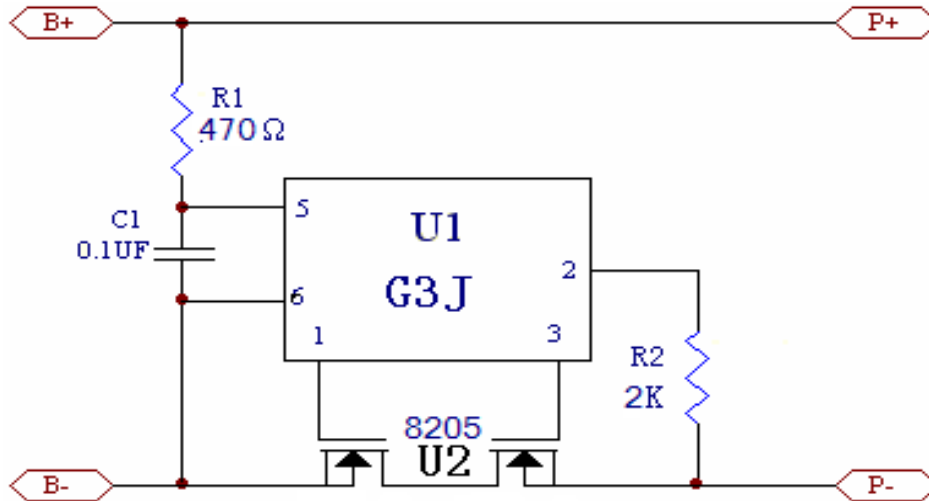 B+
P+
R1
470Ω
C1
0.1UF
5
U1
2
6
G3J
1
3
R2
2K
8205
U2
B-
P-